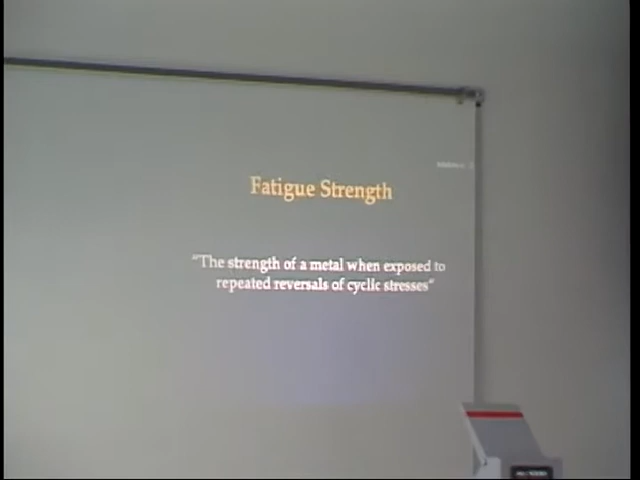 Fatigue Strength
"The strength of a metal when exposed to
repeated reversals of cyclic stresses"